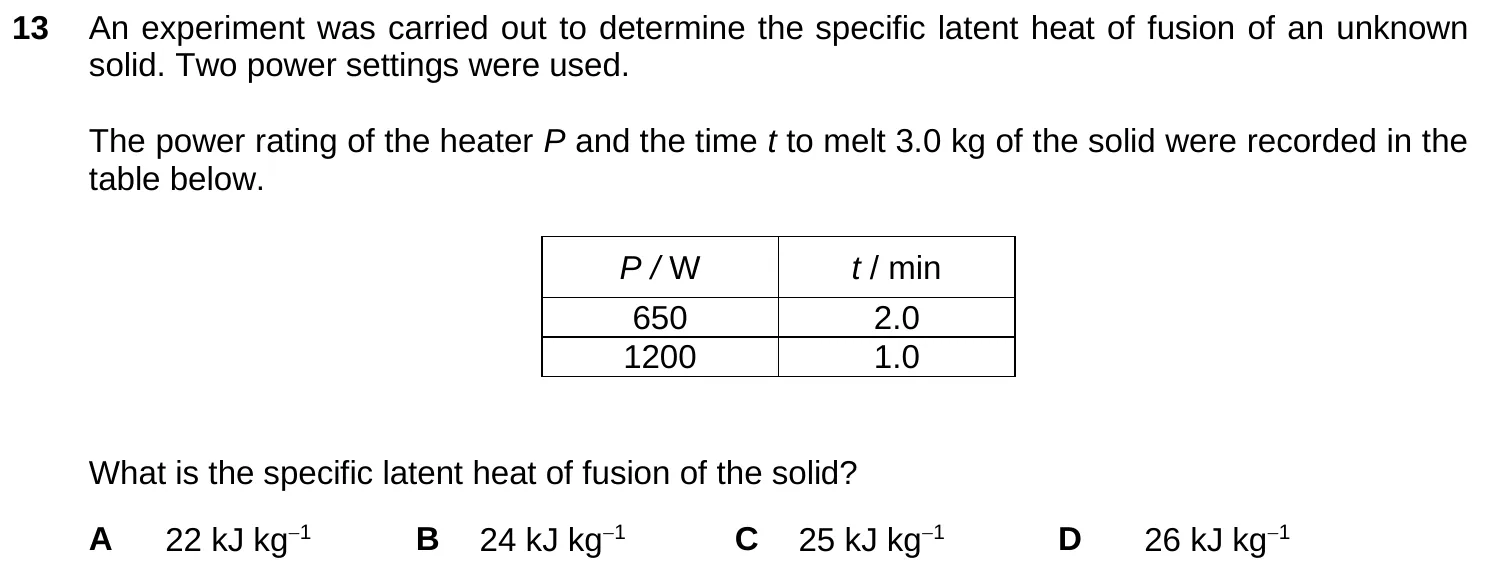 13 An experiment was carried out to determine the specific latent heat of fusion of an unknown
solid. Two power settings were used.
The power rating of the heater P and the time t to melt 3.0 kg of the solid were recorded in the
table below.
P / W t / min
650 2.0
1200 1.0
What is the specific latent heat of fusion of the solid?
A 22 kJ kg⁻¹ B 24 kJ kg⁻¹ C 25 kJ kg⁻¹ D 26 kJ kg⁻¹